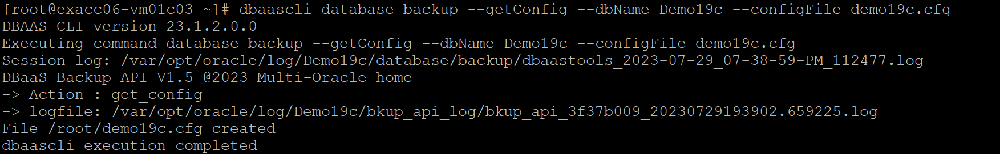 [root@exacc06-vm01c03 ~]# dbaascli database backup --getConfig --dbName Demo19c --configFile demo19c.cfg
DBAAS CLI version 23.1.2.0.0
Executing command database backup --getConfig --dbName Demo19c --configFile demo19c.cfg
Session log: /var/opt/oracle/log/Demo19c/database/backup/dbaastools_2023-07-29_07-38-59-PM_112477.log
DBaaS Backup API V1.5 @2023 Multi-Oracle home
-> Action : get_config
-> logfile: /var/opt/oracle/log/Demo19c/bkup_api_log/bkup_api_3f37b009_20230729193902.659225.log
File /root/demo19c.cfg created
dbaascli execution completed